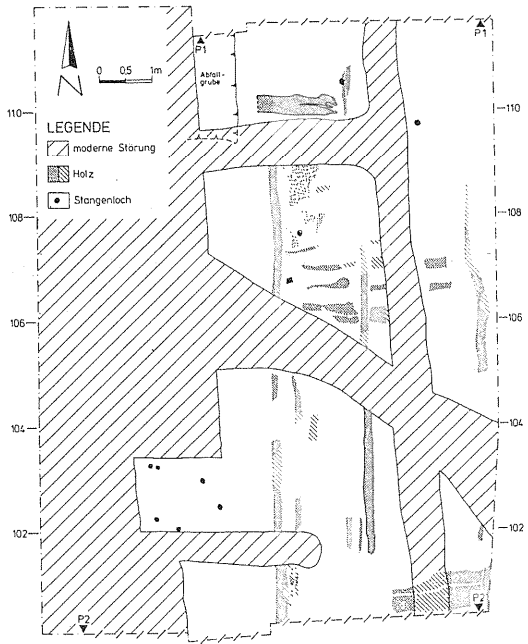 P1
P1
N
0 0,5 1m
Abfall-
grube
110
110
LEGENDE
moderne Störung
Holz
Stangenloch
108
108
106
106
104
104
102
102
P2
P2